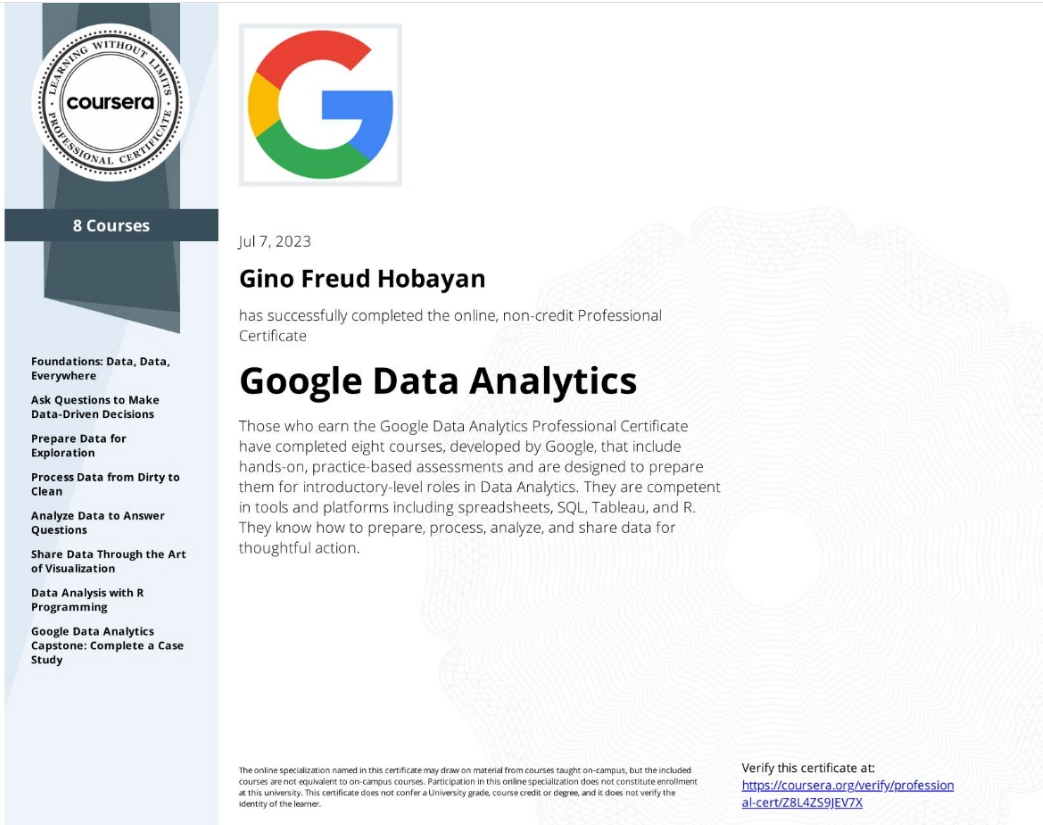 LEARNING WITHOUT LIMITS
coursera
PROFESSIONAL CERTIFICATE
8 Courses
Foundations: Data, Data,
Everywhere
Ask Questions to Make
Data-Driven Decisions
Prepare Data for
Exploration
Process Data from Dirty to
Clean
Analyze Data to Answer
Questions
Share Data Through the Art
of Visualization
Data Analysis with R
Programming
Google Data Analytics
Capstone: Complete a Case
Study
G
Jul 7, 2023
Gino Freud Hobayan
has successfully completed the online, non-credit Professional
Certificate
Google Data Analytics
Those who earn the Google Data Analytics Professional Certificate
have completed eight courses, developed by Google, that include
hands-on, practice-based assessments and are designed to prepare
them for introductory-level roles in Data Analytics. They are competent
in tools and platforms including spreadsheets, SQL, Tableau, and R.
They know how to prepare, process, analyze, and share data for
thoughtful action.
The online specialization named in this certificate may draw on material from courses taught on-campus, but the included
courses are not equivalent to on-campus courses. Participation in this online specialization does not constitute enrollment
at this university. This certificate does not confer a University grade, course credit or degree, and it does not verify the
identity of the learner.
Verify this certificate at:
https://coursera.org/verify/profession
al-cert/Z8L4ZS9JEV7X